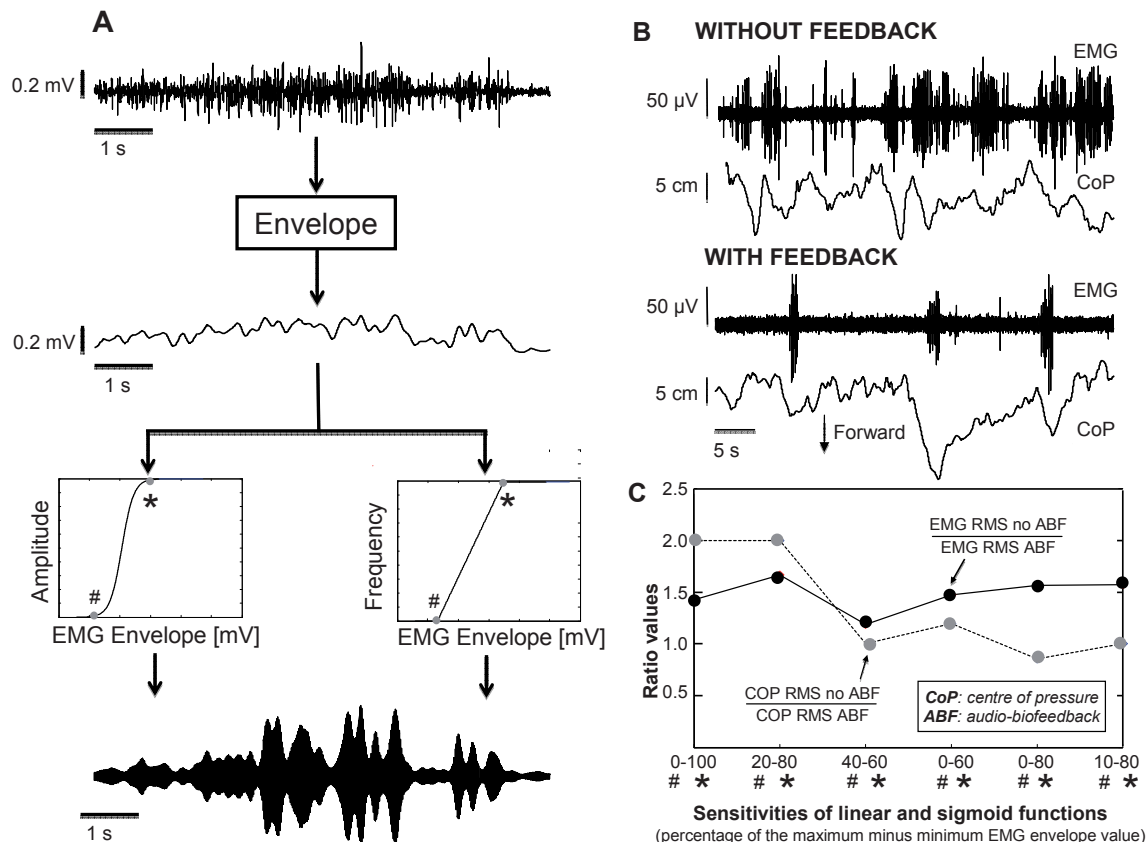 A
0.2 mV
1 s
Envelope
0.2 mV
1 s
Amplitude
#
*
EMG Envelope [mV]
Frequency
#
*
EMG Envelope [mV]
1 s
B
WITHOUT FEEDBACK
EMG
50 µV
5 cm
CoP
WITH FEEDBACK
EMG
50 µV
5 cm
CoP
Forward
5 s
C
2.5
2.0
1.5
1.0
0.5
Ratio values
EMG RMS no ABF
EMG RMS ABF
COP RMS no ABF
COP RMS ABF
CoP: centre of pressure
ABF: audio-biofeedback
0-100 20-80 40-60 0-60 0-80 10-80
# * # * # * # * # * # *
Sensitivities of linear and sigmoid functions
(percentage of the maximum minus minimum EMG envelope value)